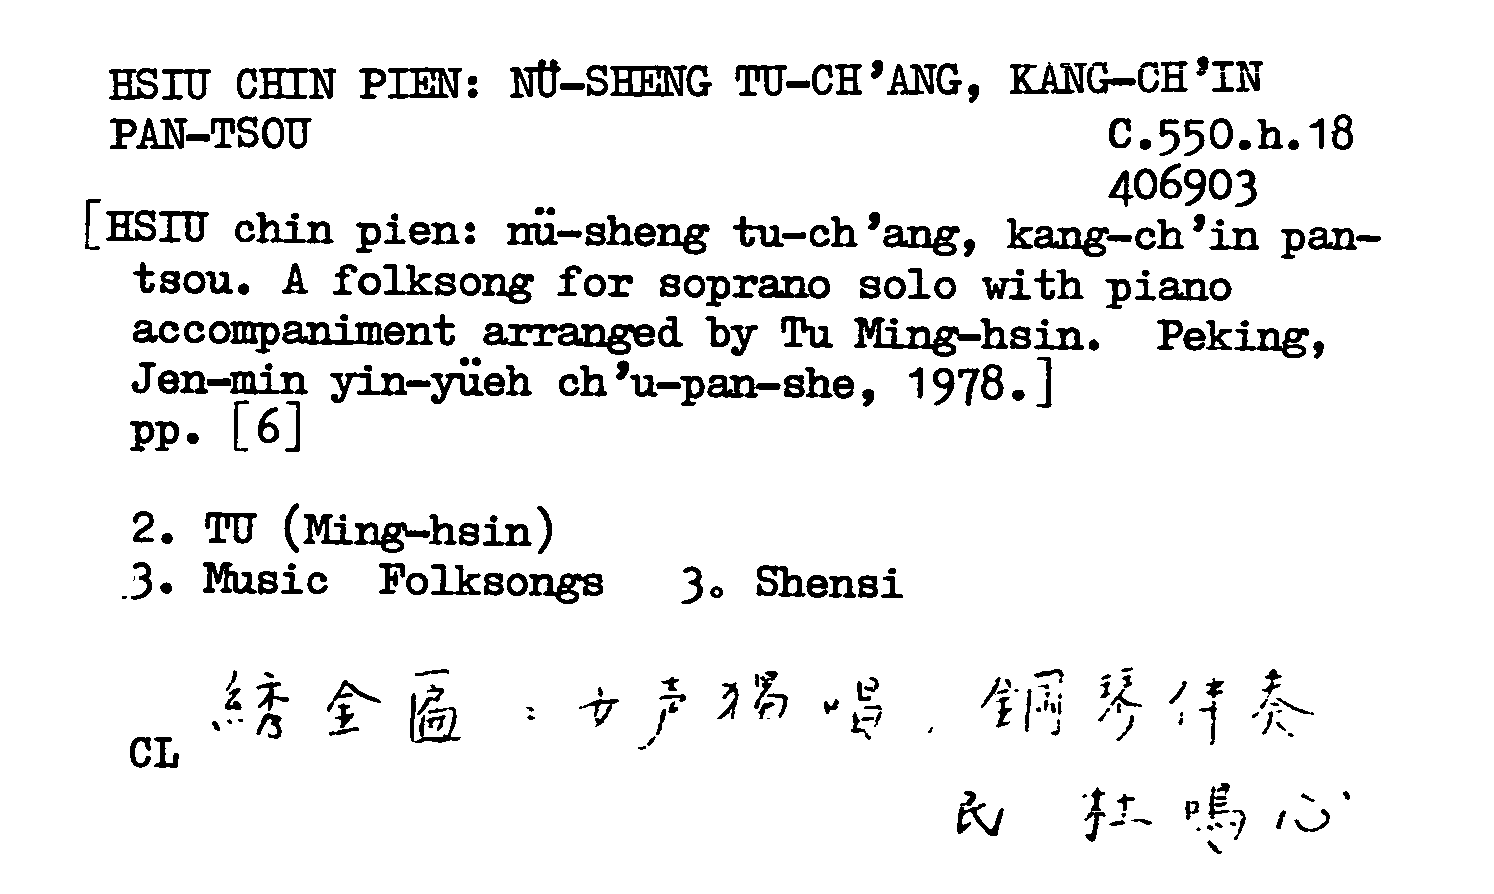 HSIU CHIN PIEN: NÜ-SHENG TU-CH'ANG, KANG-CH'IN
PAN-TSOU C.550.h.18
406903
[HSIU chin pien: nü-sheng tu-ch'ang, kang-ch'in pan-
tsou. A folksong for soprano solo with piano
accompaniment arranged by Tu Ming-hsin. Peking,
Jen-min yin-yüeh ch'u-pan-she, 1978.]
pp. [6]
2. TU (Ming-hsin)
3. Music Folksongs 3. Shensi
綉金匾:女声獨唱.鋼琴伴奏
CL
民 杜鳴心